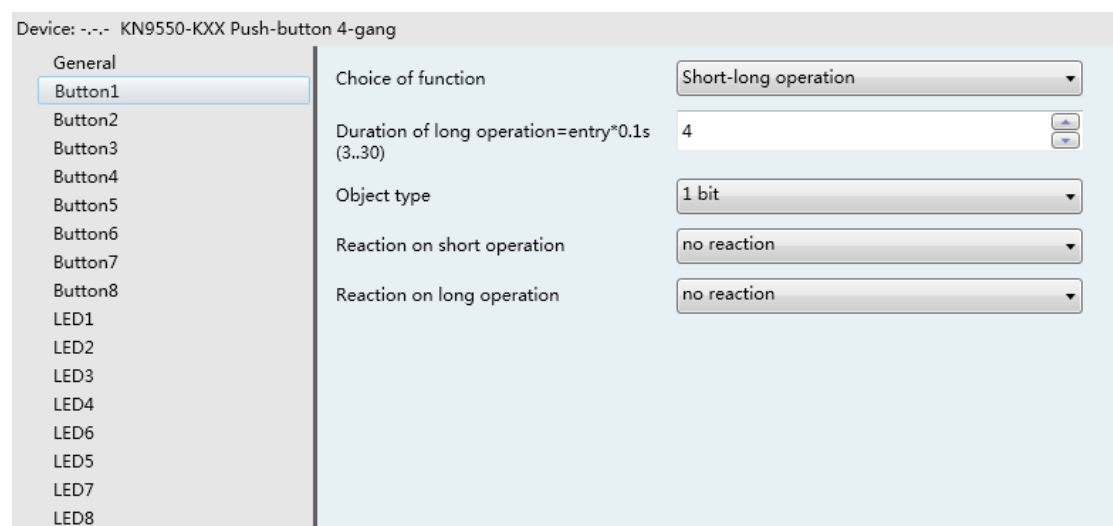 Device: -.-.- KN9550-KXX Push-button 4-gang
General
Button1
Button2
Button3
Button4
Button5
Button6
Button7
Button8
LED1
LED2
LED3
LED4
LED6
LED5
LED7
LED8
Choice of function
Short-long operation
Duration of long operation=entry*0.1s
(3..30)
4
Object type
1 bit
Reaction on short operation
no reaction
Reaction on long operation
no reaction